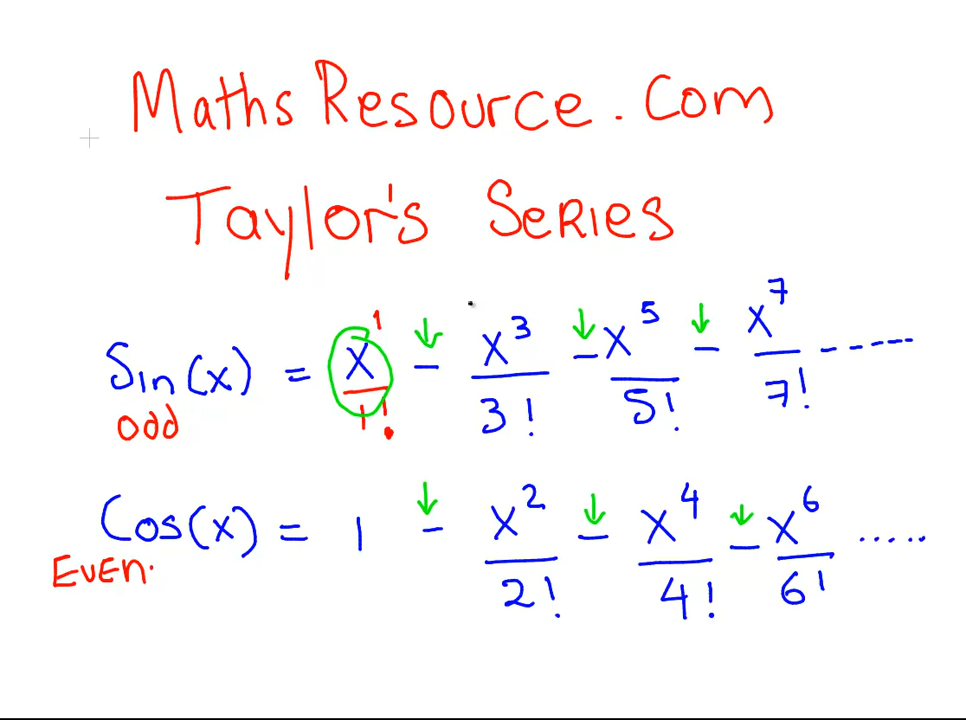 MathsResource.Com
Taylor's SERIES
Sin(x) = x¹/1! - x³/3! - x⁵/5! - x⁷/7! ------
odd
Cos(x) = 1 - x²/2! - x⁴/4! - x⁶/6! .....
EVEN.